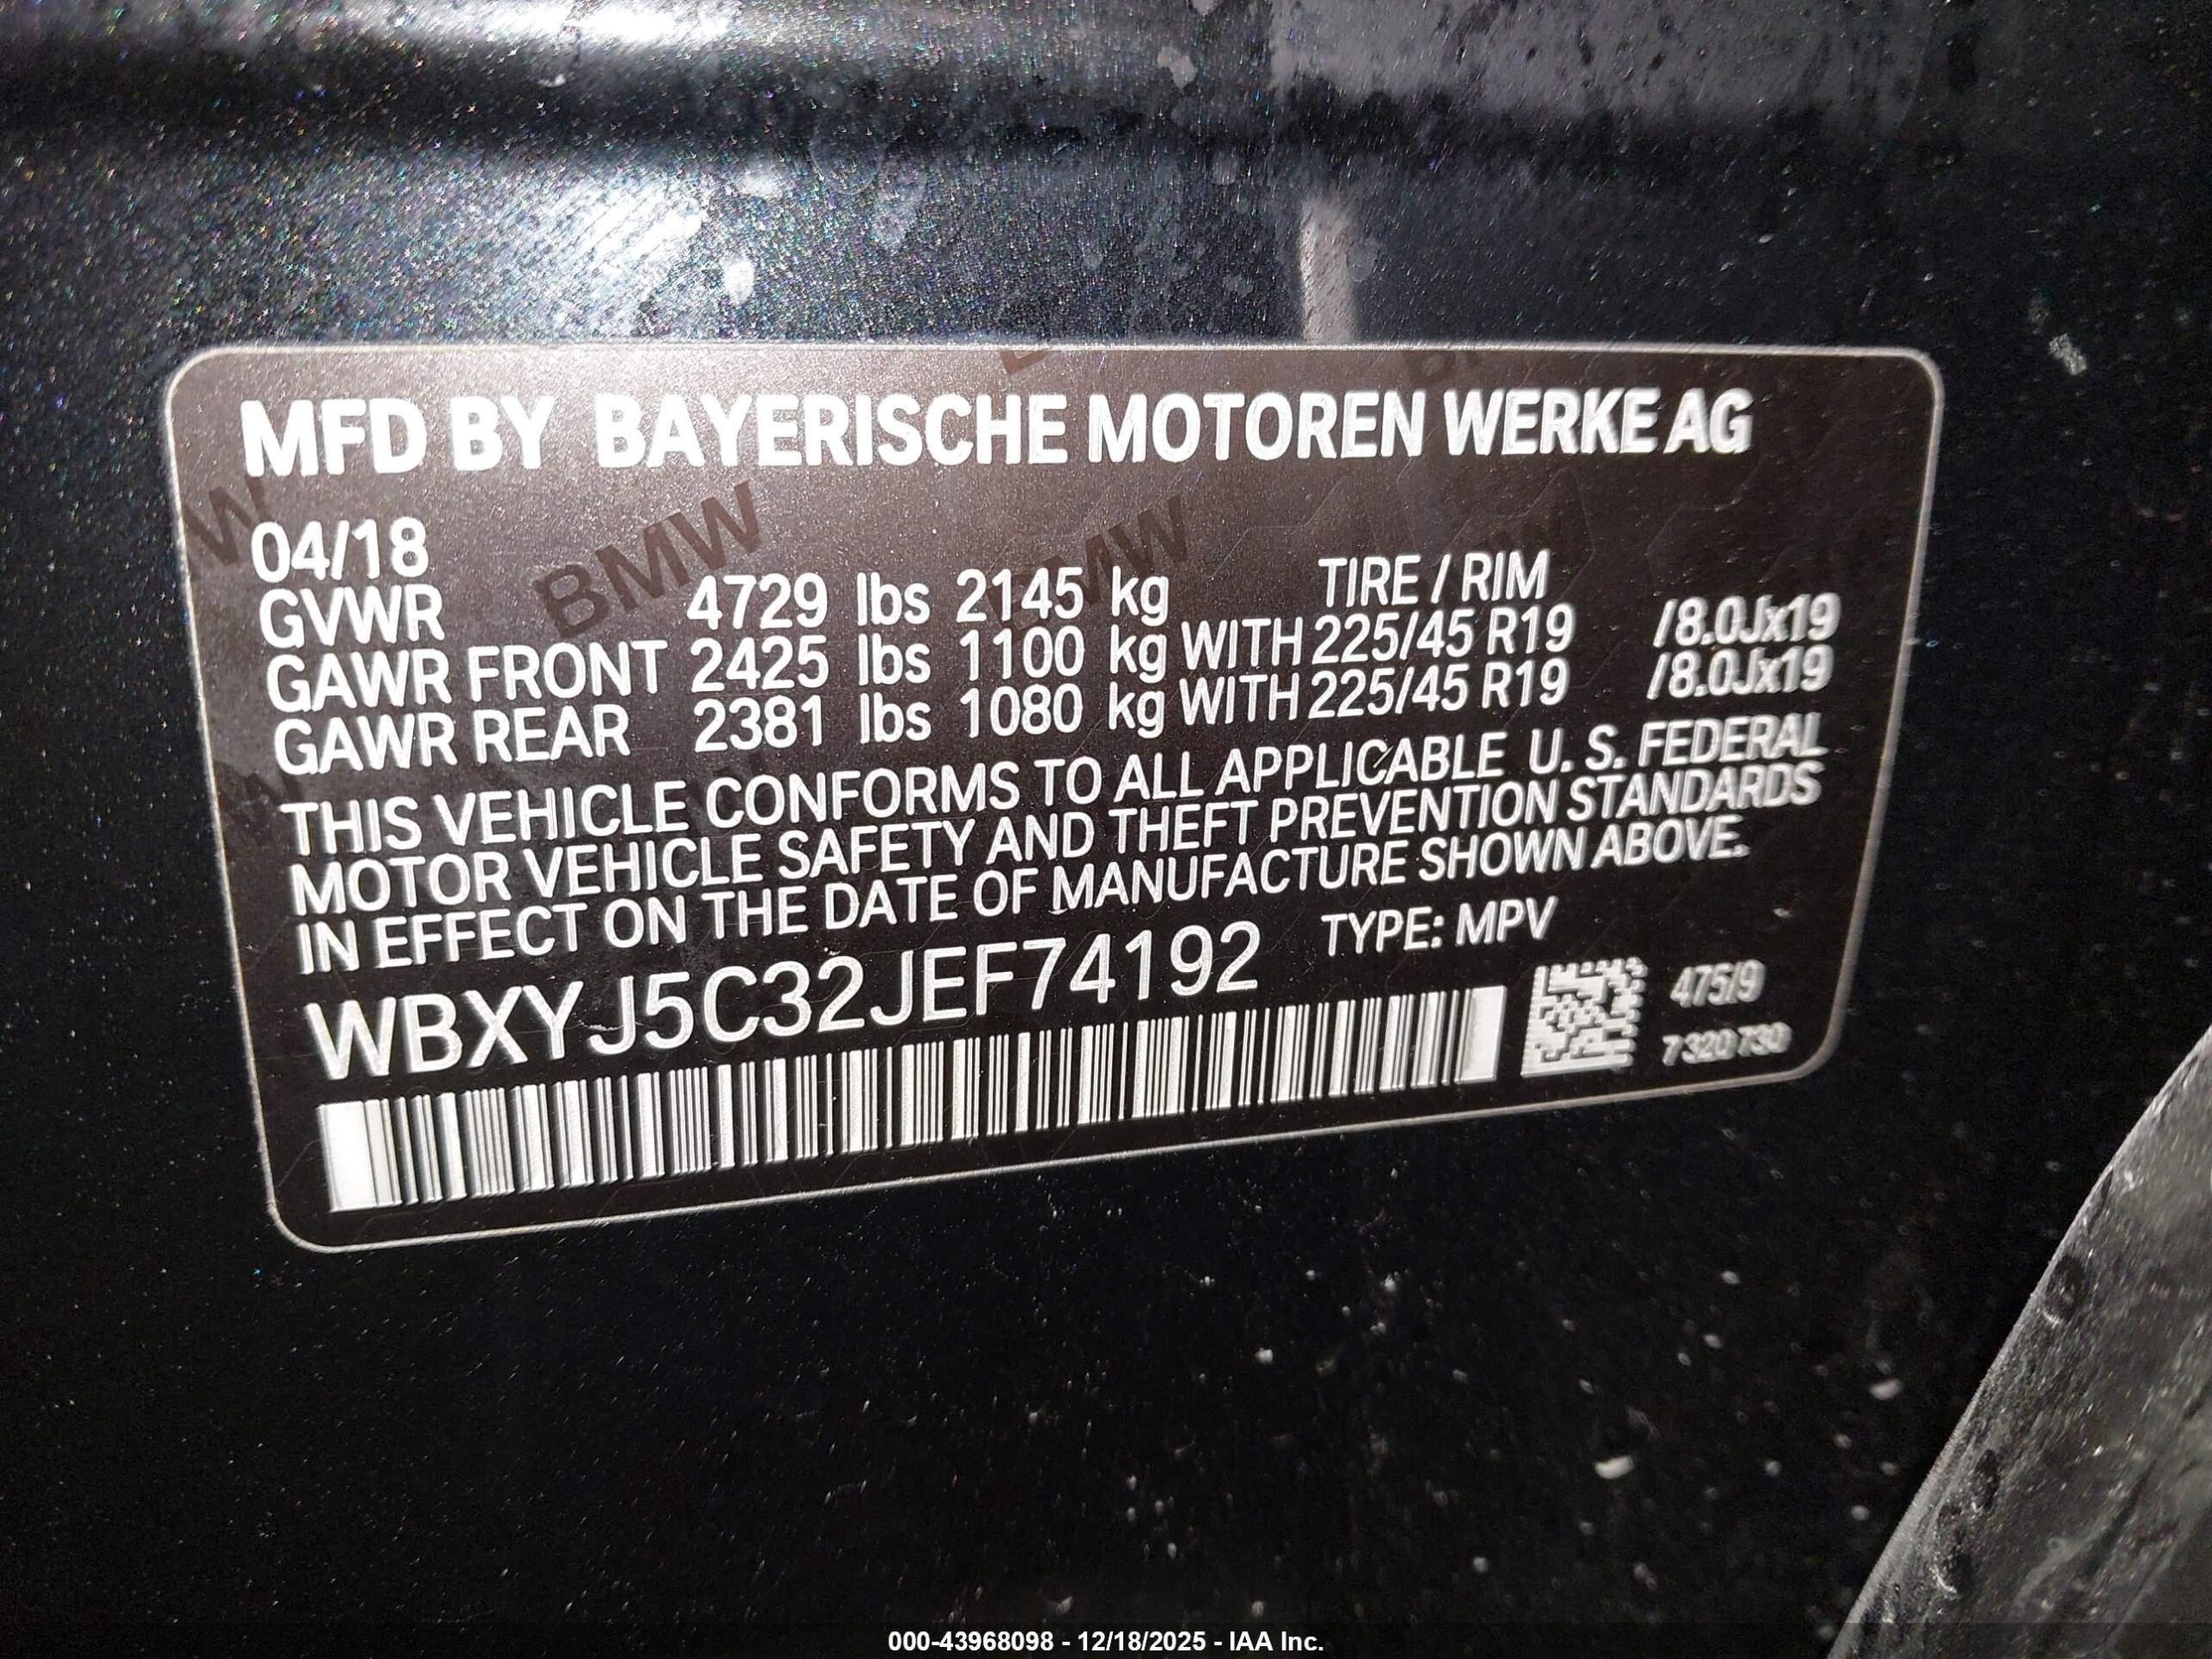 MFD BY BAYERISCHE MOTOREN WERKE AG
04/18
TIRE / RIM
GVWR 4729 lbs 2145 kg
GAWR FRONT 2425 lbs 1100 kg WITH 225/45 R19 /8.0Jx19
GAWR REAR 2381 lbs 1080 kg WITH 225/45 R19 /8.0Jx19
THIS VEHICLE CONFORMS TO ALL APPLICABLE U. S. FEDERAL
MOTOR VEHICLE SAFETY AND THEFT PREVENTION STANDARDS
IN EFFECT ON THE DATE OF MANUFACTURE SHOWN ABOVE.
WBXYJ5C32JEF74192 TYPE: MPV
475/9
7 320 730
BMW BMW
000-43968098 - 12/18/2025 - IAA Inc.